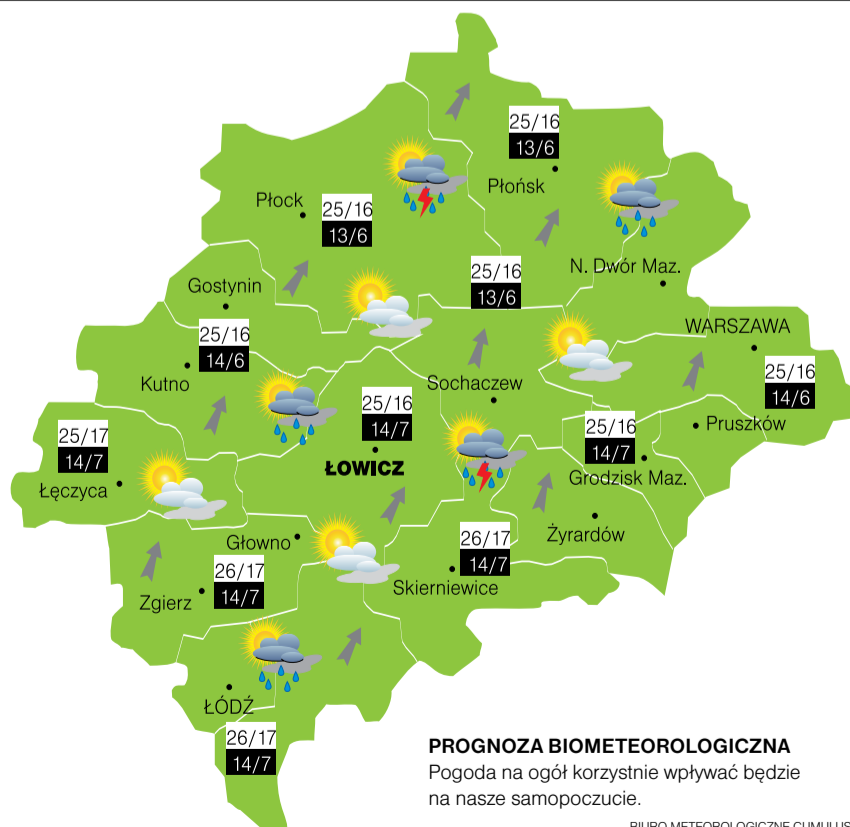 25/16
13/6
Płońsk
Płock
25/16
13/6
N. Dwór Maz.
25/16
13/6
Gostynin
WARSZAWA
25/16
14/6
Kutno
25/16
14/6
Sochaczew
25/16
14/7
ŁOWICZ
25/16
14/7
Pruszków
Grodzisk Maz.
25/17
14/7
Łęczyca
Żyrardów
Głowno
26/17
14/7
Skierniewice
26/17
14/7
Zgierz
ŁÓDŹ
26/17
14/7
PROGNOZA BIOMETEOROLOGICZNA
Pogoda na ogół korzystnie wpływać będzie
na nasze samopoczucie.
BIURO METEOROLOGICZNE CUMULUS